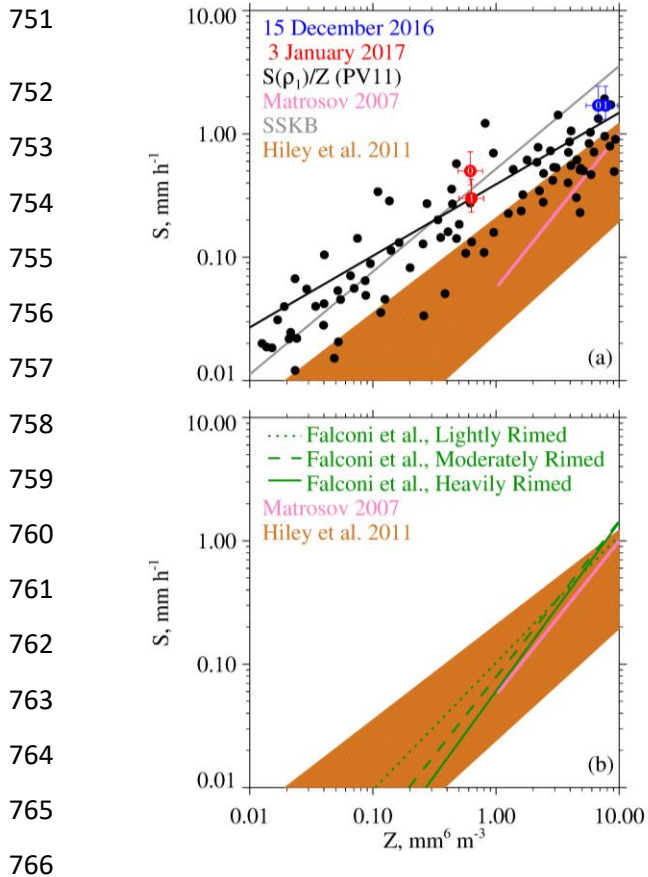 751
752
753
754
755
756
757
758
759
760
761
762
763
764
765
766
10.00
1.00
0.10
0.01
S, mm h⁻¹
15 December 2016
3 January 2017
S(ρ₁)/Z (PV11)
Matrosov 2007
SSKB
Hiley et al. 2011
(a)
10.00
1.00
0.10
0.01
S, mm h⁻¹
Falconi et al., Lightly Rimed
Falconi et al., Moderately Rimed
Falconi et al., Heavily Rimed
Matrosov 2007
Hiley et al. 2011
(b)
0.01 0.10 1.00 10.00
Z, mm⁶ m⁻³